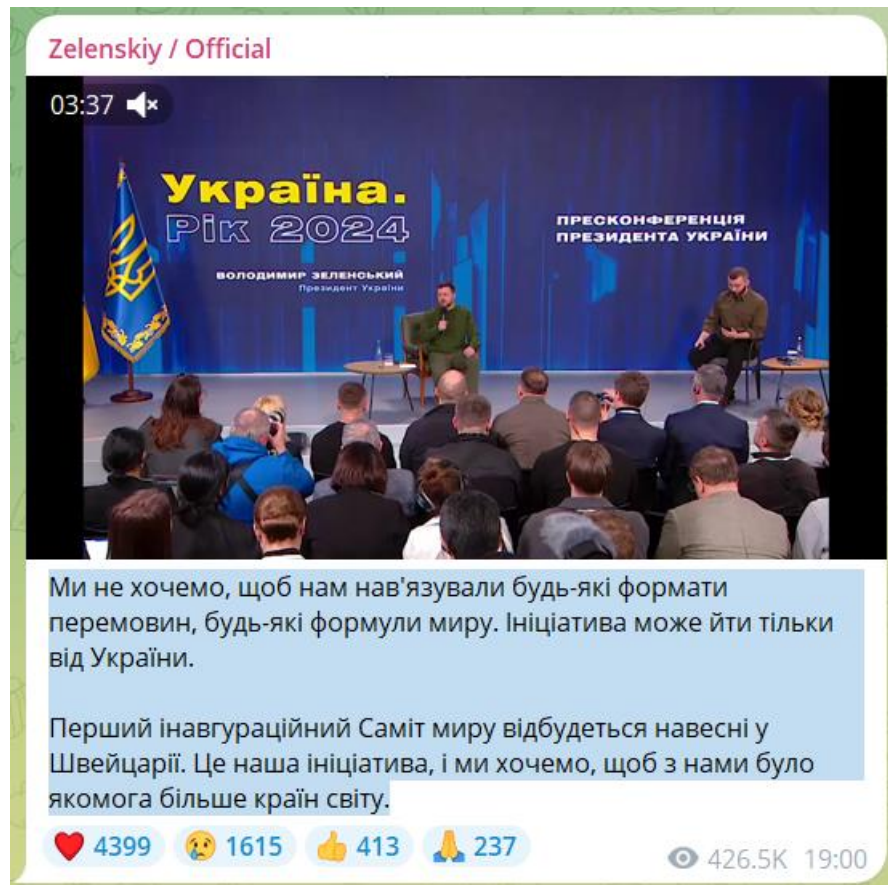 Zelenskiy / Official
03:37
Україна.
Рік 2024
ВОЛОДИМИР ЗЕЛЕНСЬКИЙ
Президент України
ПРЕСКОНФЕРЕНЦІЯ
ПРЕЗИДЕНТА УКРАЇНИ
Ми не хочемо, щоб нам нав'язували будь-які формати
перемовин, будь-які формули миру. Ініціатива може йти тільки
від України.
Перший інавгураційний Саміт миру відбудеться навесні у
Швейцарії. Це наша ініціатива, і ми хочемо, щоб з нами було
якомога більше країн світу.
4399 1615 413 237
426.5K 19:00